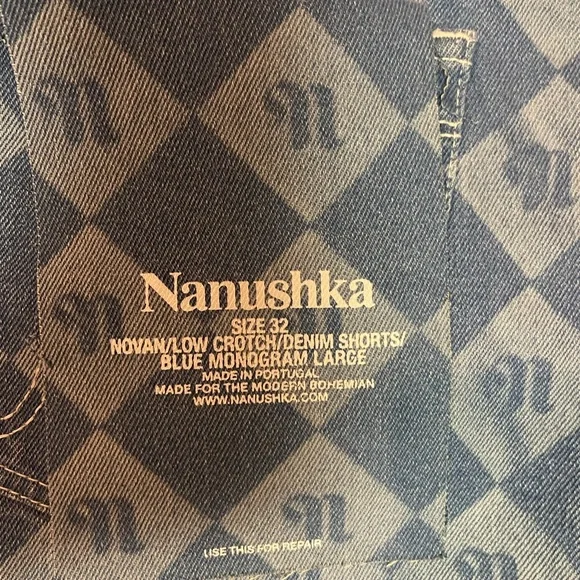 Nanushka
SIZE 32
NOVAN/LOW CROTCH/DENIM SHORTS/
BLUE MONOGRAM LARGE
MADE IN PORTUGAL
MADE FOR THE MODERN BOHEMIAN
WWW.NANUSHKA.COM
USE THIS FOR REPAIR